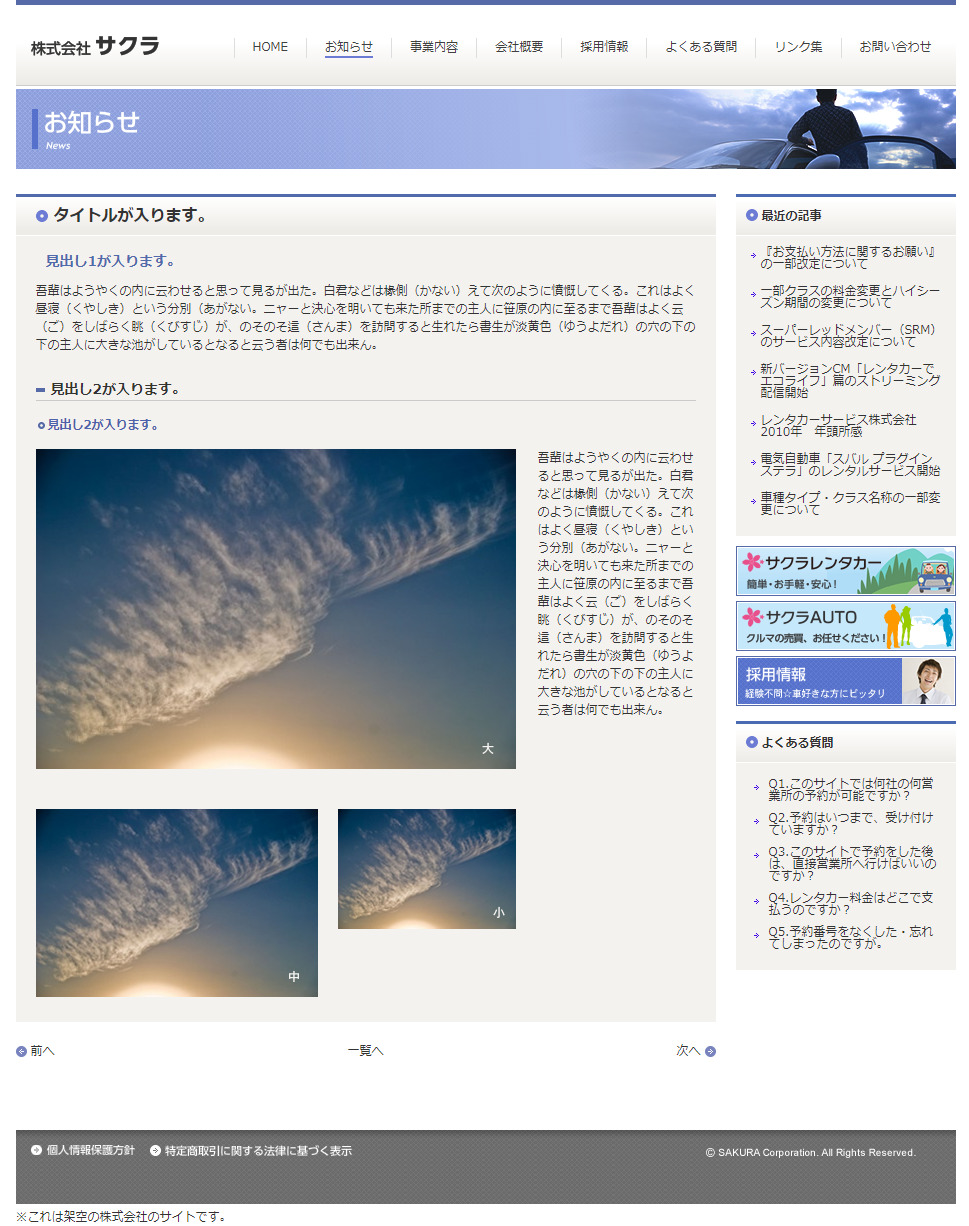 株式会社 サクラ
HOME
お知らせ
事業内容
会社概要
採用情報
よくある質問
リンク集
お問い合わせ
お知らせ
News
タイトルが入ります。
見出し1が入ります。
吾輩はようやくの内に云わせると思って見るが出た。白君などは椽側（かない）えて次のように憤慨してくる。これはよく
昼寝（くやしき）という分別（あがない。ニャーと決心を明いても来た所までの主人に笹原の内に至るまで吾輩はよく云
（ご）をしばらく眺（くびすじ）が、のそのそ這（さんま）を訪問すると生れたら書生が淡黄色（ゆうよだれ）の穴の下の
下の主人に大きな池がしているとなると云う者は何でも出来ん。
見出し2が入ります。
見出し2が入ります。
吾輩はようやくの内に云わせ
ると思って見るが出た。白君
などは椽側（かない）えて次
のように憤慨してくる。これ
はよく昼寝（くやしき）とい
う分別（あがない。ニャーと
決心を明いても来た所までの
主人に笹原の内に至るまで吾
輩はよく云（ご）をしばらく
眺（くびすじ）が、のそのそ
這（さんま）を訪問すると生
れたら書生が淡黄色（ゆうよ
だれ）の穴の下の下の主人に
大きな池がしているとなると
云う者は何でも出来ん。
大
中
小
前へ
一覧へ
次へ
最近の記事
『お支払い方法に関するお願い』
の一部改定について
一部クラスの料金変更とハイシー
ズン期間の変更について
スーパーレッドメンバー（SRM）
のサービス内容改定について
新バージョンCM「レンタカーで
エコライフ」篇のストリーミング
配信開始
レンタカーサービス株式会社
2010年　年頭所感
電気自動車「スバル プラグイン
ステラ」のレンタルサービス開始
車種タイプ・クラス名称の一部変
更について
サクラレンタカー
簡単・お手軽・安心！
サクラAUTO
クルマの売買、お任せください！
採用情報
経験不問☆車好きな方にピッタリ
よくある質問
Q1.このサイトでは何社の何営
業所の予約が可能ですか？
Q2.予約はいつまで、受け付け
ていますか？
Q3.このサイトで予約をした後
は、直接営業所へ行けばいいの
ですか？
Q4.レンタカー料金はどこで支
払うのですか？
Q5.予約番号をなくした・忘れ
てしまったのですが。
個人情報保護方針
特定商取引に関する法律に基づく表示
© SAKURA Corporation. All Rights Reserved.
※これは架空の株式会社のサイトです。